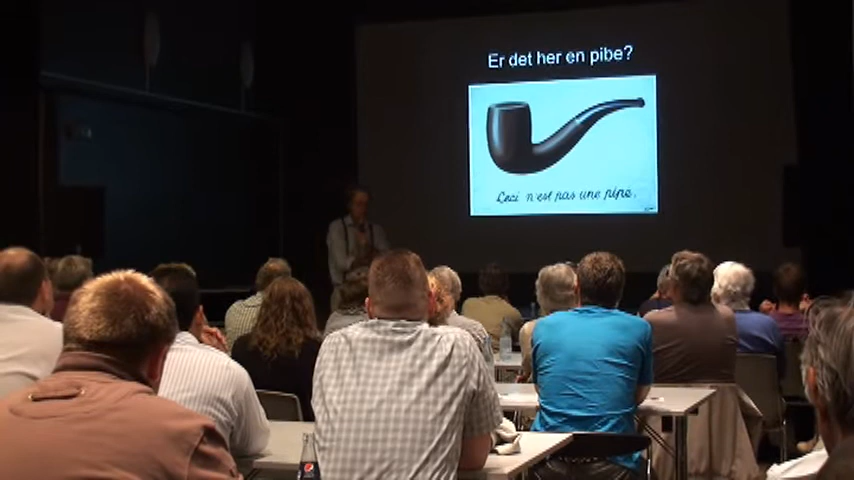 Er det her en pibe?
Ceci n'est pas une pipe.